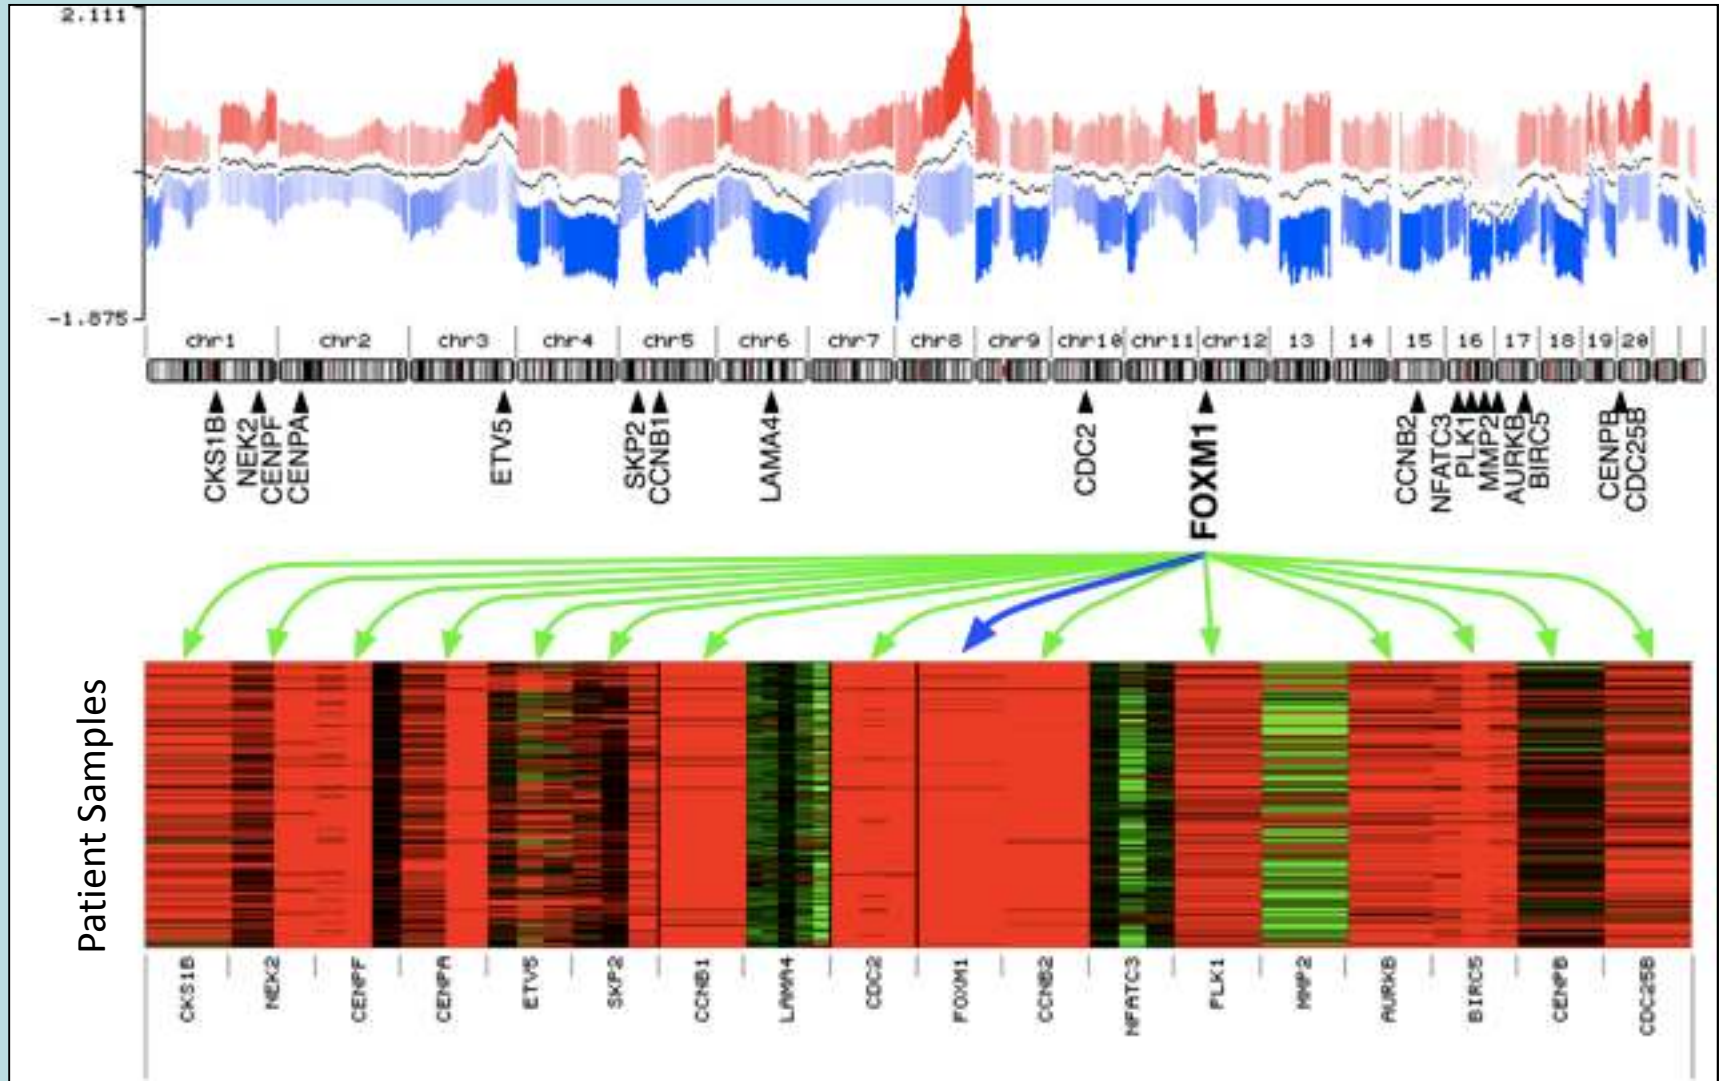 2.111
-1.875
chr1 chr2 chr3 chr4 chr5 chr6 chr7 chr8 chr9 chr10 chr11 chr12 13 14 15 16 17 18 19 20
CKS1B NEK2 CENPF CENPA ETV5 SKP2 CCNB1 LAMA4 CDC2 FOXM1 CCNB2 NFATC3 PLK1 MMP2 AURKB BIRC5 CENPB CDC25B
Patient Samples
CKS1B NEK2 CENPF CENPA ETV5 SKP2 CCNB1 LAMA4 CDC2 FOXM1 CCNB2 NFATC3 PLK1 MMP2 AURKB BIRC5 CENPB CDC25B